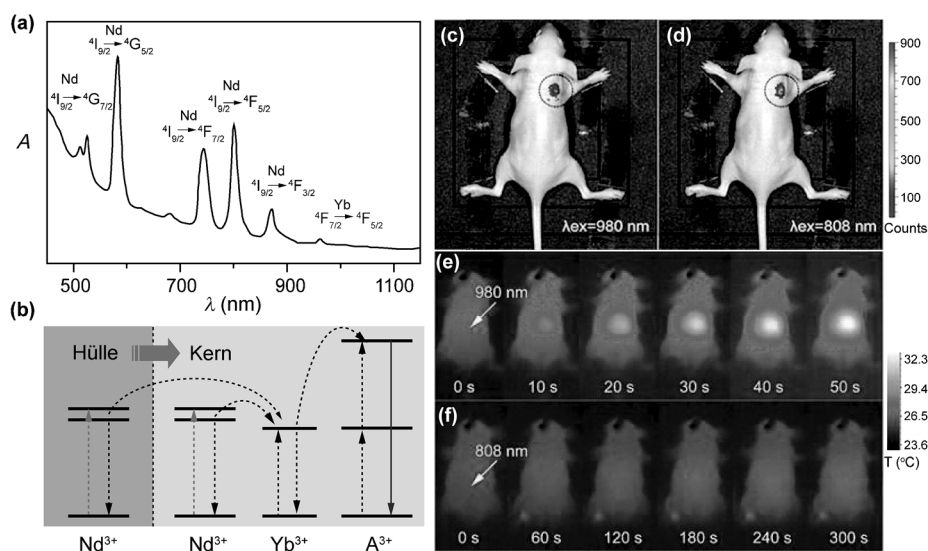 (a)
Nd
⁴I₉/₂ → ⁴G₅/₂
Nd
⁴I₉/₂ → ⁴G₇/₂
Nd
⁴I₉/₂ → ⁴F₅/₂
Nd
⁴I₉/₂ → ⁴F₇/₂
Nd
⁴I₉/₂ → ⁴F₃/₂
Yb
⁴F₇/₂ → ⁴F₅/₂
A
500 700 900 1100
λ (nm)
(b)
Hülle Kern
Nd³⁺ Nd³⁺ Yb³⁺ A³⁺
(c)
λex=980 nm
(d)
λex=808 nm
900
700
500
300
100
Counts
(e)
980 nm
0 s 10 s 20 s 30 s 40 s 50 s
(f)
808 nm
0 s 60 s 120 s 180 s 240 s 300 s
32.3
29.4
26.5
23.6
T (°C)